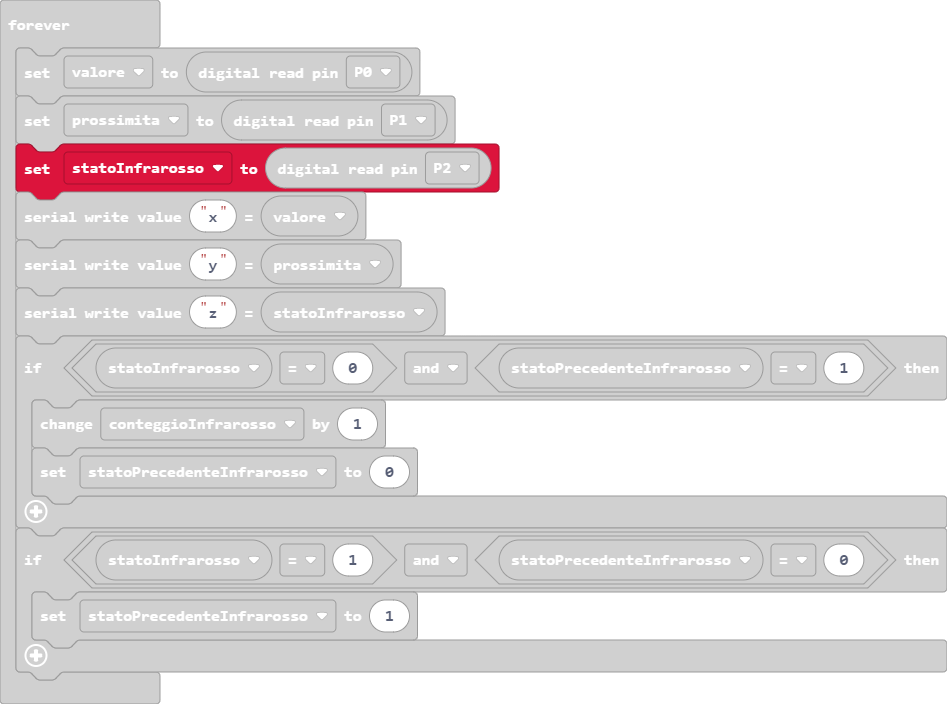 forever
set valore to digital read pin P0
set prossimita to digital read pin P1
set statoInfrarosso to digital read pin P2
serial write value "x" = valore
serial write value "y" = prossimita
serial write value "z" = statoInfrarosso
if statoInfrarosso = 0 and statoPrecedenteInfrarosso = 1 then
change conteggioInfrarosso by 1
set statoPrecedenteInfrarosso to 0
if statoInfrarosso = 1 and statoPrecedenteInfrarosso = 0 then
set statoPrecedenteInfrarosso to 1